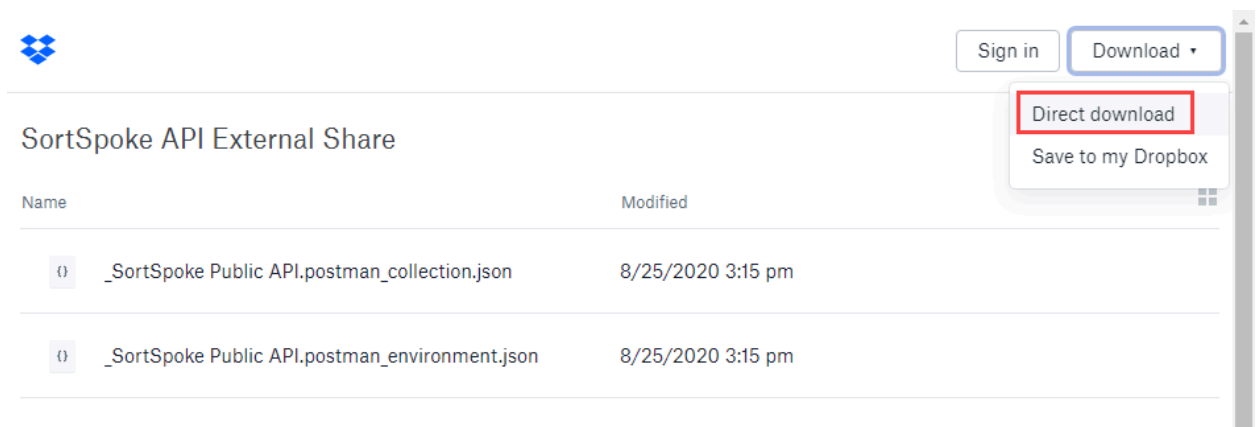 Sign in
Download
Direct download
Save to my Dropbox
SortSpoke API External Share
Name Modified
{} _SortSpoke Public API.postman_collection.json 8/25/2020 3:15 pm
{} _SortSpoke Public API.postman_environment.json 8/25/2020 3:15 pm